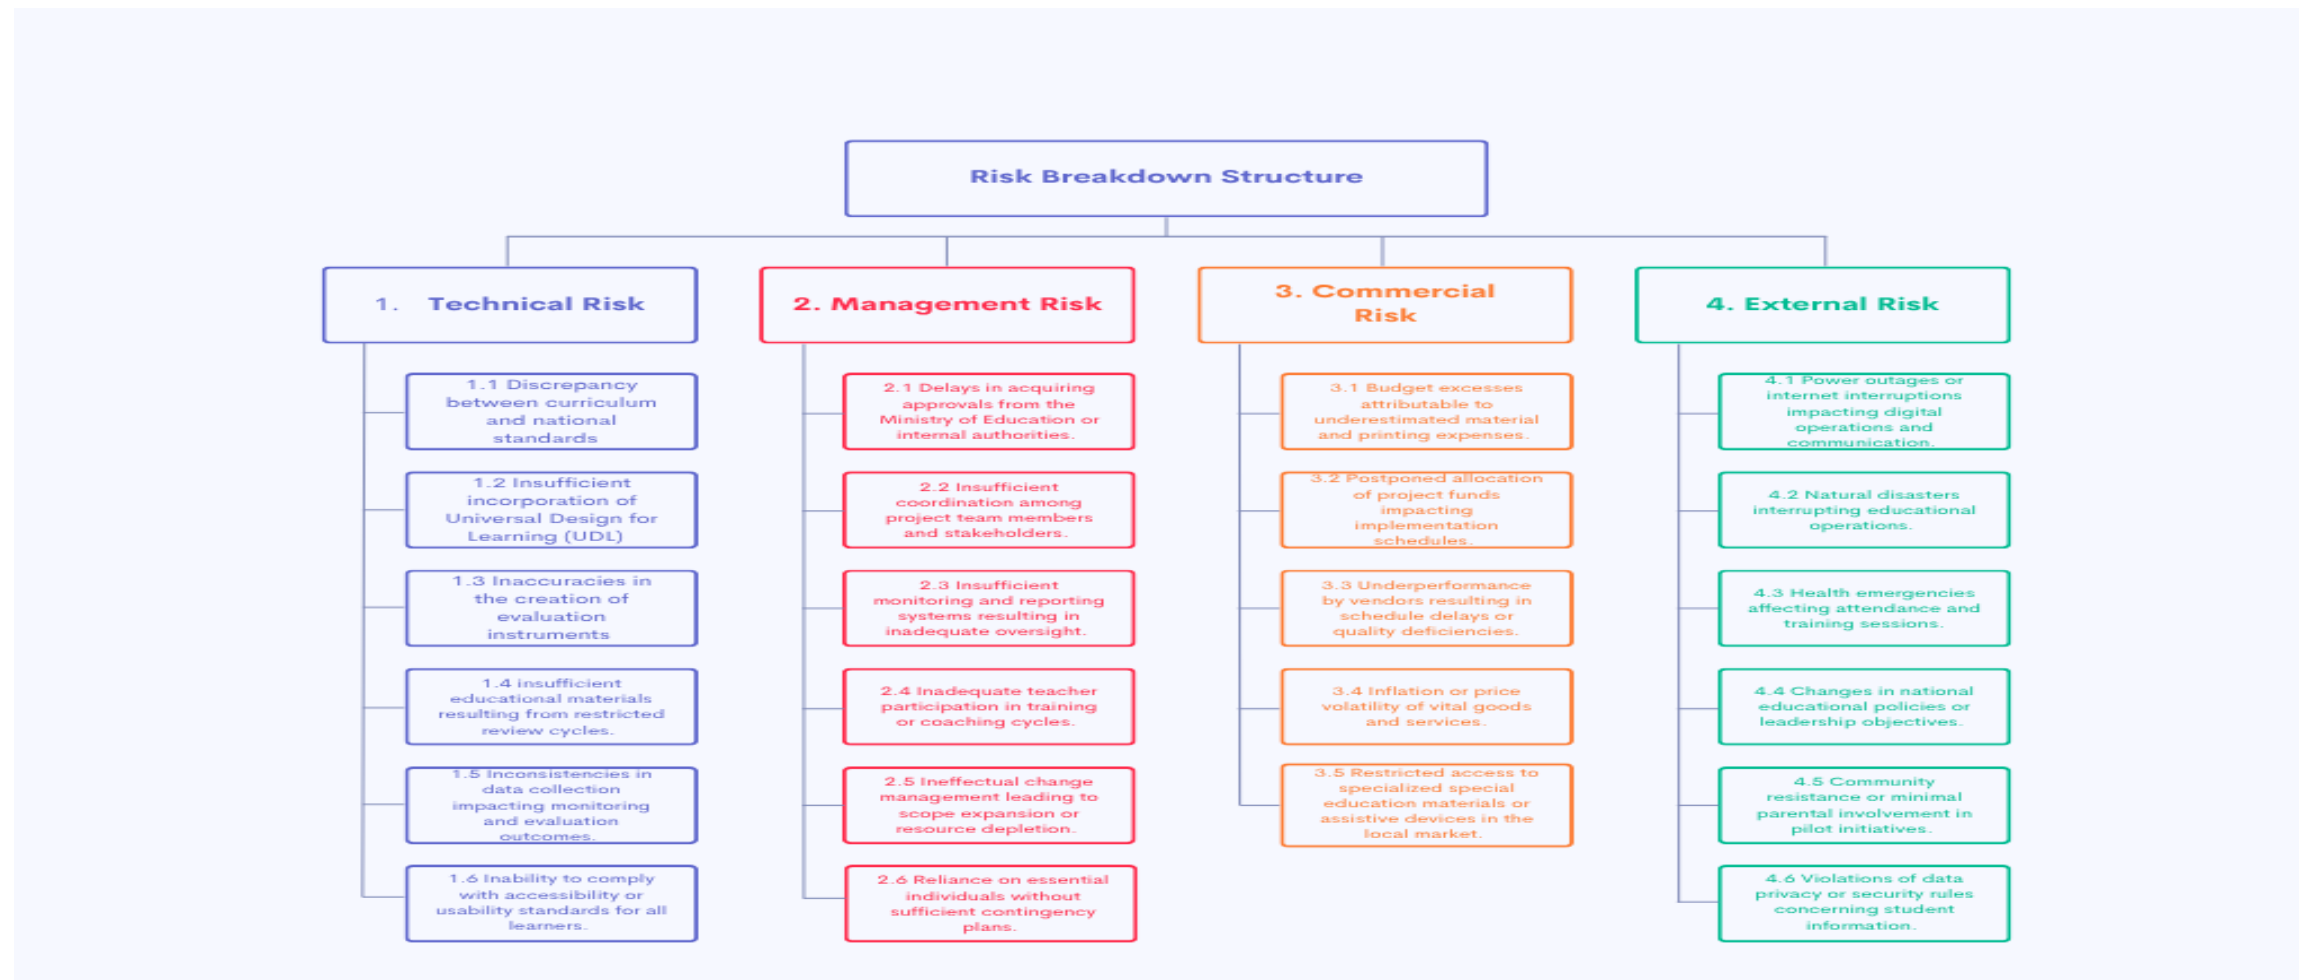 Risk Breakdown Structure
1. Technical Risk
1.1 Discrepancy
between curriculum
and national
standards
1.2 Insufficient
incorporation of
Universal Design for
Learning (UDL)
1.3 Inaccuracies in
the creation of
evaluation
instruments
1.4 insufficient
educational materials
resulting from restricted
review cycles.
1.5 Inconsistencies in
data collection
impacting monitoring
and evaluation
outcomes.
1.6 Inability to comply
with accessibility or
usability standards for all
learners.
2. Management Risk
2.1 Delays in acquiring
approvals from the
Ministry of Education or
internal authorities.
2.2 Insufficient
coordination among
project team members
and stakeholders.
2.3 Insufficient
monitoring and reporting
systems resulting in
inadequate oversight.
2.4 Inadequate teacher
participation in training
or coaching cycles.
2.5 Ineffectual change
management leading to
scope expansion or
resource depletion.
2.6 Reliance on essential
individuals without
sufficient contingency
plans.
3. Commercial
Risk
3.1 Budget excesses
attributable to
underestimated material
and printing expenses.
3.2 Postponed allocation
of project funds
impacting
implementation
schedules.
3.3 Underperformance
by vendors resulting in
schedule delays or
quality deficiencies.
3.4 Inflation or price
volatility of vital goods
and services.
3.5 Restricted access to
specialized special
education materials or
assistive devices in the
local market.
4. External Risk
4.1 Power outages or
internet interruptions
impacting digital
operations and
communication.
4.2 Natural disasters
interrupting educational
operations.
4.3 Health emergencies
affecting attendance and
training sessions.
4.4 Changes in national
educational policies or
leadership objectives.
4.5 Community
resistance or minimal
parental involvement in
pilot initiatives.
4.6 Violations of data
privacy or security rules
concerning student
information.